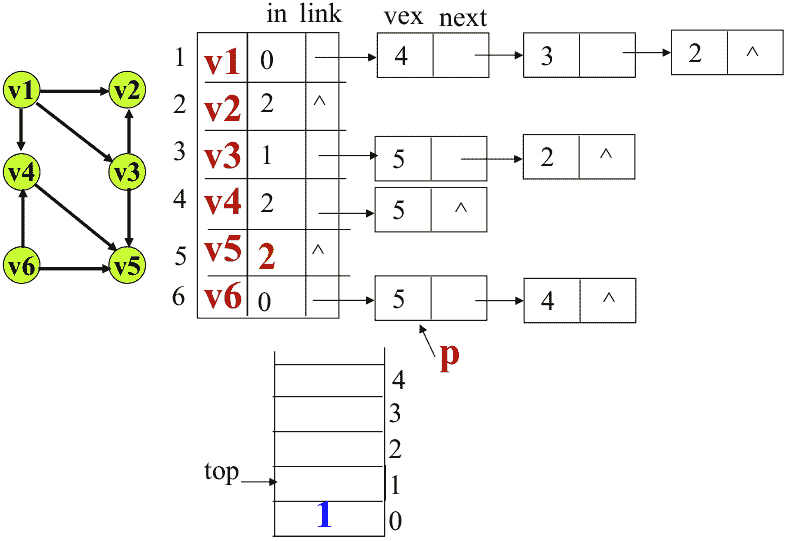 in link vex next
1 v1 0 4 3 2 ^
v1 v2
2 v2 2 ^
3 v3 1 5 2 ^
v4 v3
4 v4 2 5 ^
5 v5 2 ^
v6 v5
6 v6 0 5 4 ^
p
4
3
2
top 1
1 0